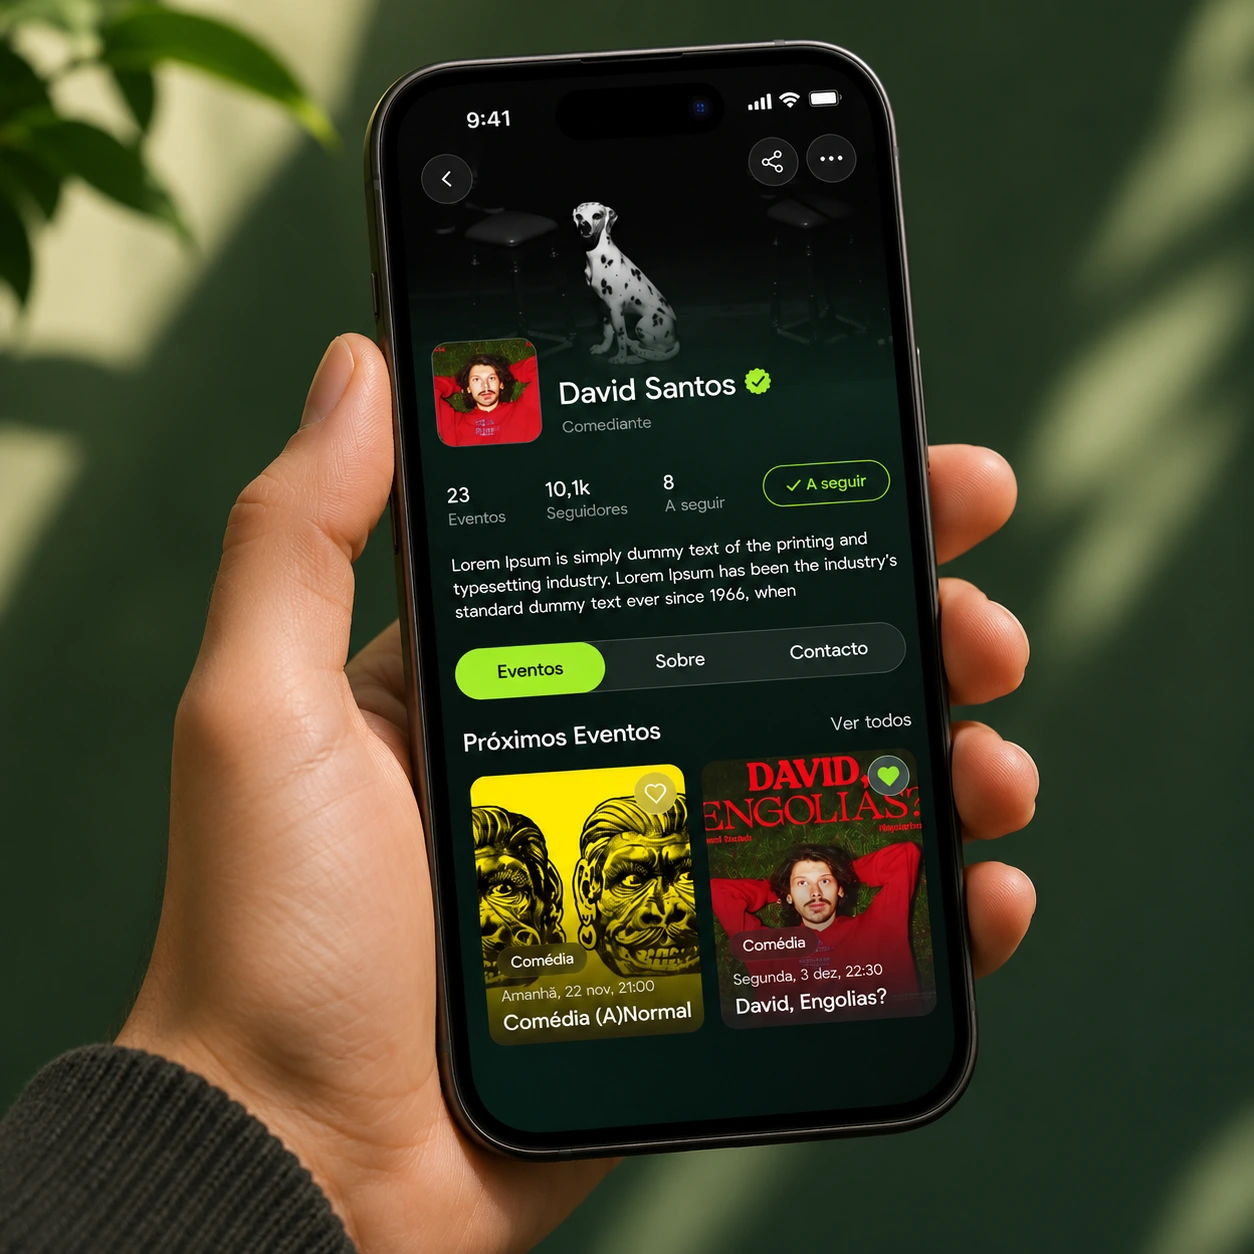 9:41
David Santos
Comediante
23
Eventos
10,1k
Seguidores
8
A seguir
A seguir
Lorem Ipsum is simply dummy text of the printing and
typesetting industry. Lorem Ipsum has been the industry's
standard dummy text ever since 1966, when
Eventos
Sobre
Contacto
Próximos Eventos
Ver todos
Comédia
Amanhã, 22 nov, 21:00
Comédia (A)Normal
DAVID,
ENGOLIAS?
Comédia
Segunda, 3 dez, 22:30
David, Engolias?